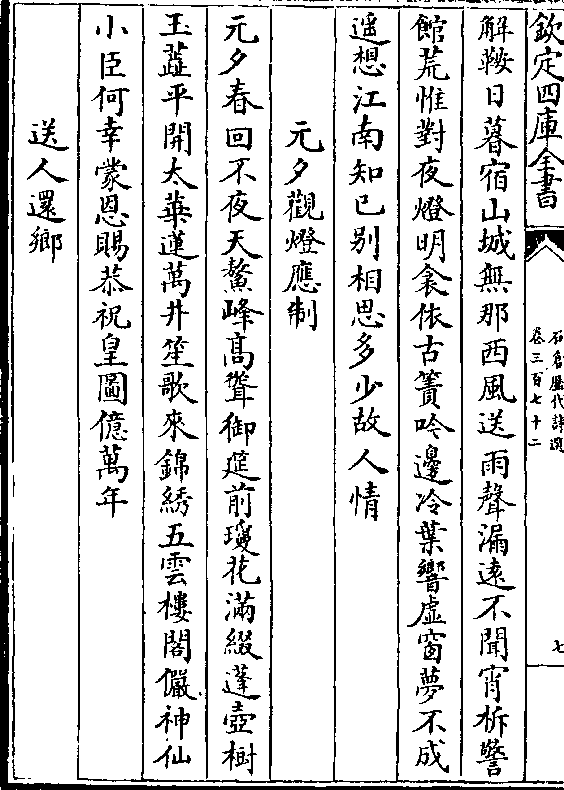 欽定四庫全書
石倉歷代詩選
卷三百七十二
七
解鞍日暮宿山城無那西風送雨聲漏遠不聞宵柝警
館荒惟對夜燈明衾依古簀吟邊冷葉響虛窗夢不成
遥想江南知已别相思多少故人情
元夕觀燈應制
元夕春回不夜天鰲峰髙聳御筵前瓊花滿綴蓬壺樹
玉蕋平開太華蓮萬井笙歌來錦綉五雲樓閣儼神仙
小臣何幸蒙恩賜恭祝皇圖億萬年
送人還鄉